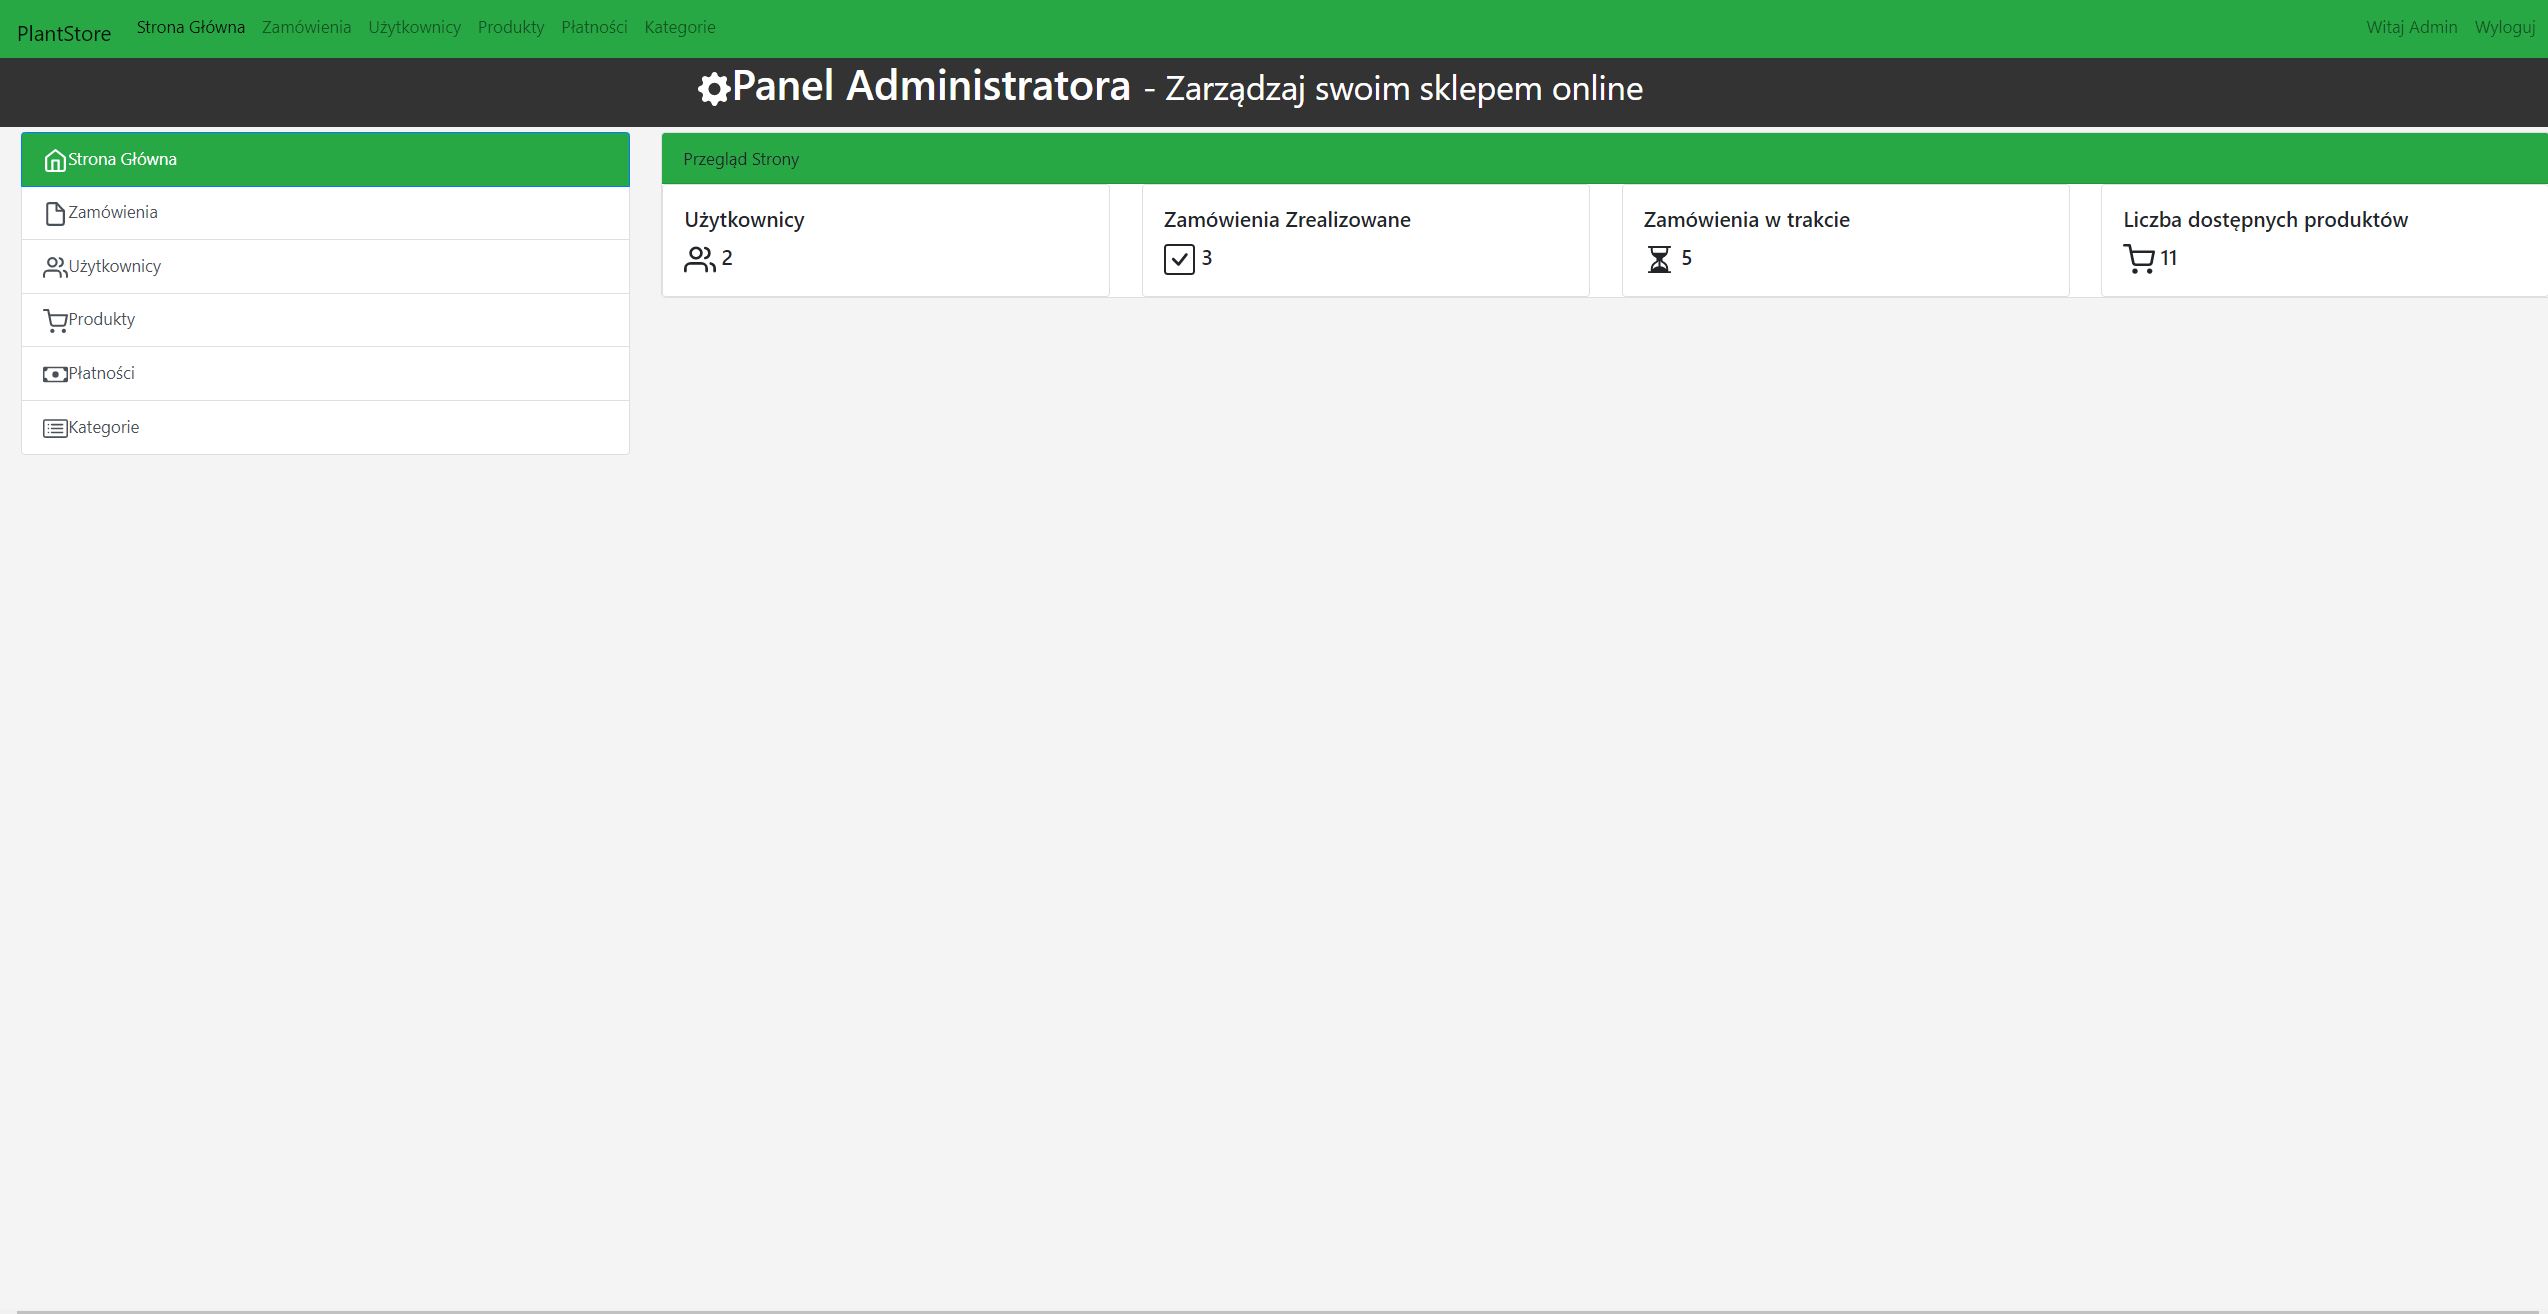 PlantStore Strona Główna Zamówienia Użytkownicy Produkty Płatności Kategorie Witaj Admin Wyloguj
Panel Administratora - Zarządzaj swoim sklepem online
Strona Główna
Zamówienia
Użytkownicy
Produkty
Płatności
Kategorie
Przegląd Strony
Użytkownicy
2
Zamówienia Zrealizowane
3
Zamówienia w trakcie
5
Liczba dostępnych produktów
11